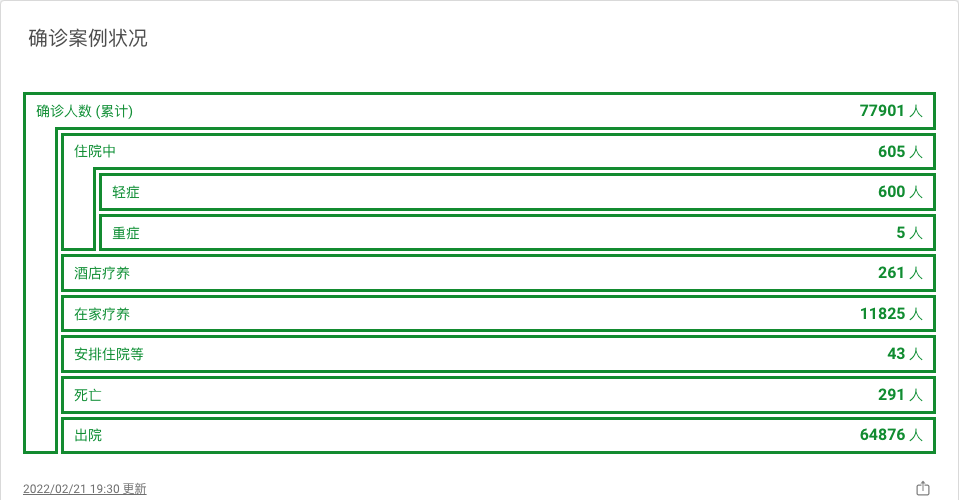 确诊案例状况
确诊人数 (累计) 77901 人
住院中 605 人
轻症 600 人
重症 5 人
酒店疗养 261 人
在家疗养 11825 人
安排住院等 43 人
死亡 291 人
出院 64876 人
2022/02/21 19:30 更新